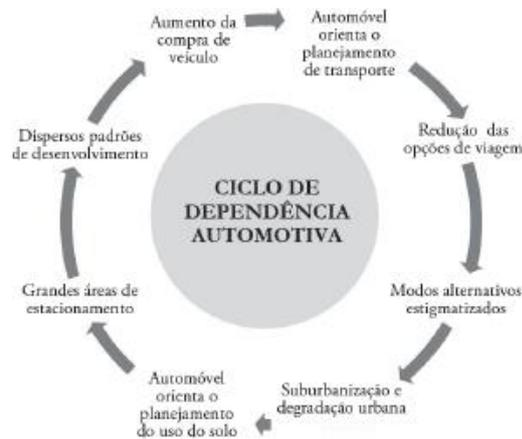 Aumento da
compra de
veículo
Automóvel
orienta o
planejamento
de transporte
Redução das
opções de viagem
Modos alternativos
estigmatizados
Suburbanização e
degradação urbana
Automóvel
orienta o
planejamento
do uso do solo
Grandes áreas de
estacionamento
Dispersos padrões
de desenvolvimento
CICLO DE
DEPENDÊNCIA
AUTOMOTIVA